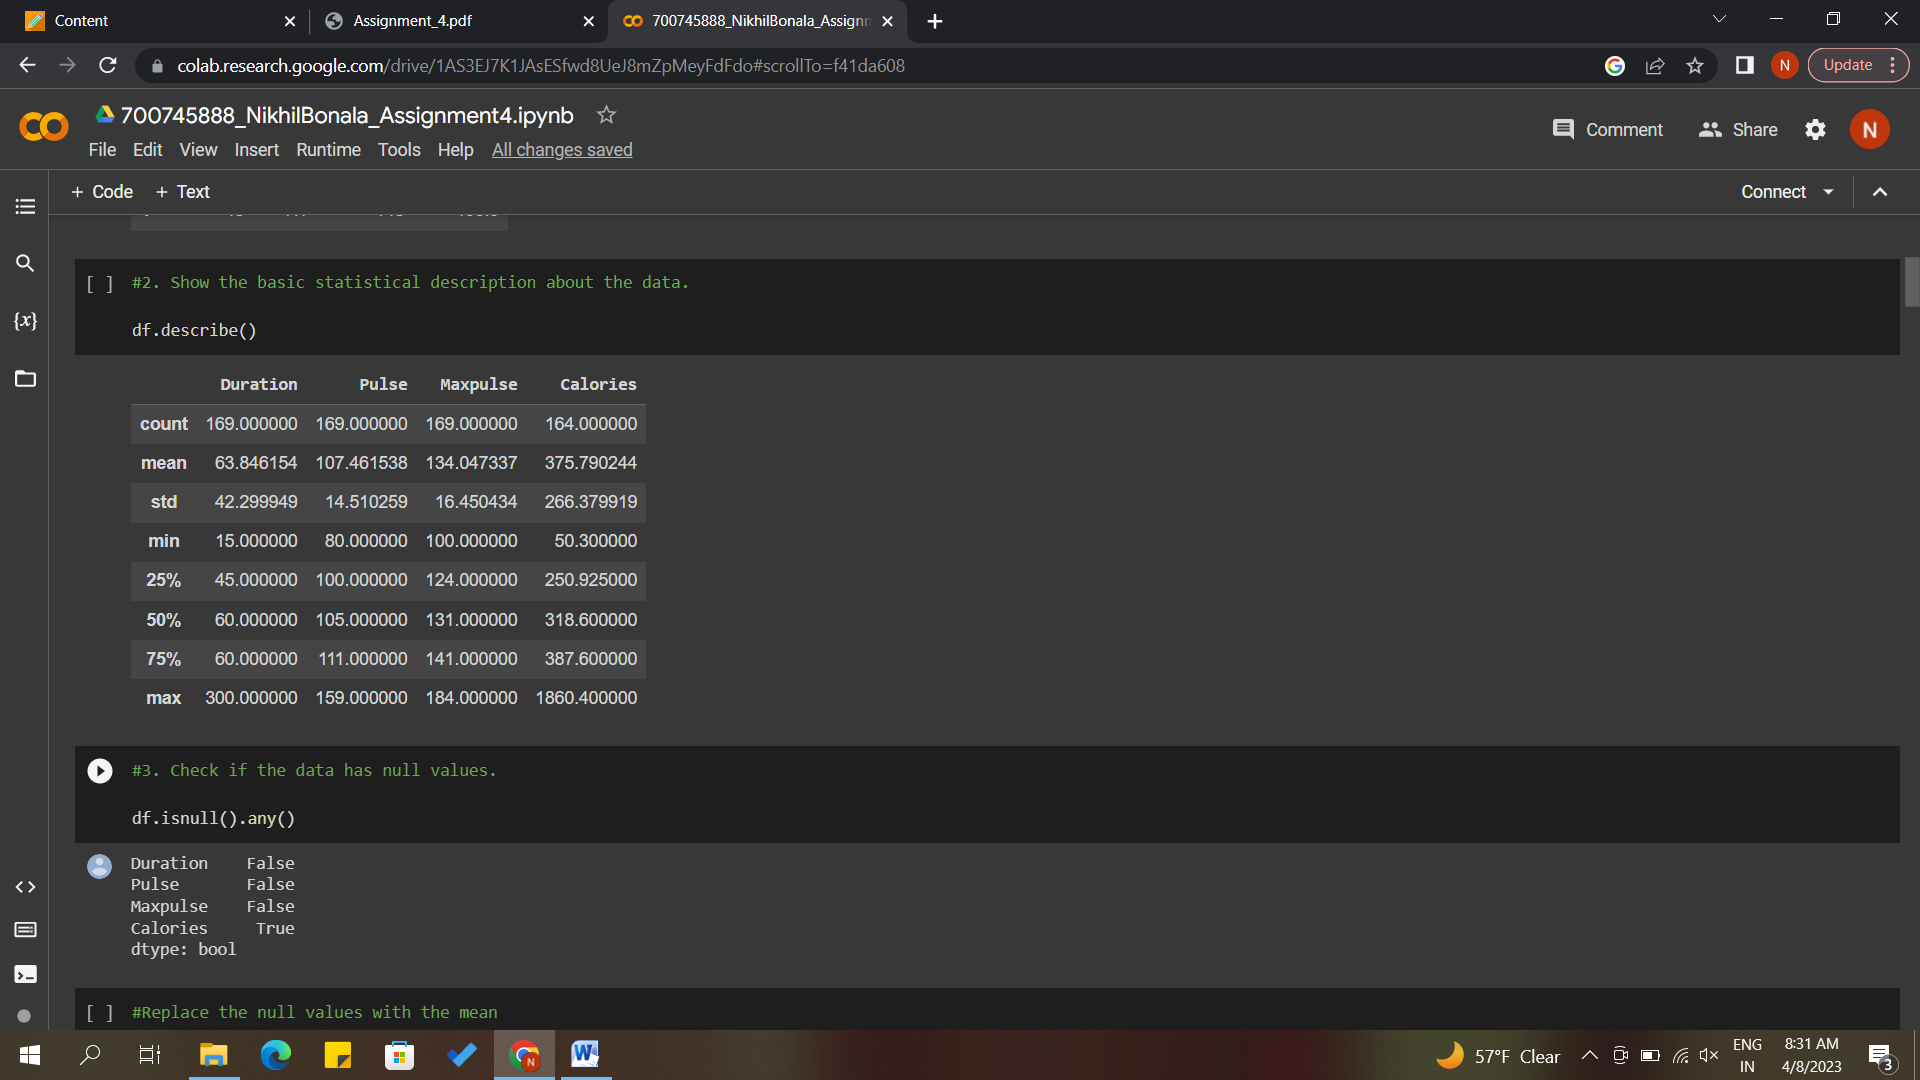 Content
Assignment_4.pdf
700745888_NikhilBonala_Assignm
colab.research.google.com/drive/1AS3EJ7K1JAsESfwd8UeJ8mZpMeyFdFdo#scrollTo=f41da608
N
Update
700745888_NikhilBonala_Assignment4.ipynb
Comment
Share
N
File Edit View Insert Runtime Tools Help All changes saved
+ Code + Text
Connect
[ ] #2. Show the basic statistical description about the data.
df.describe()
{x}
Duration Pulse Maxpulse Calories
count 169.000000 169.000000 169.000000 164.000000
mean 63.846154 107.461538 134.047337 375.790244
std 42.299949 14.510259 16.450434 266.379919
min 15.000000 80.000000 100.000000 50.300000
25% 45.000000 100.000000 124.000000 250.925000
50% 60.000000 105.000000 131.000000 318.600000
75% 60.000000 111.000000 141.000000 387.600000
max 300.000000 159.000000 184.000000 1860.400000
#3. Check if the data has null values.
df.isnull().any()
Duration False
Pulse False
Maxpulse False
Calories True
dtype: bool
[ ] #Replace the null values with the mean
57°F Clear
ENG
IN
8:31 AM
4/8/2023
3